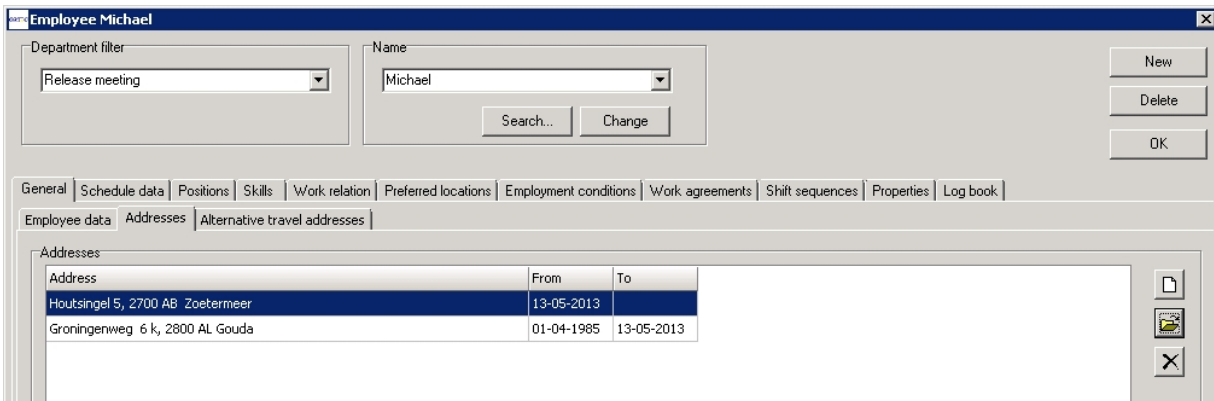 ORTEC Employee Michael
Department filter
Name
New
Release meeting
Michael
Delete
Search...
Change
OK
General Schedule data Positions Skills Work relation Preferred locations Employment conditions Work agreements Shift sequences Properties Log book
Employee data Addresses Alternative travel addresses
Addresses
Address From To
Houtsingel 5, 2700 AB Zoetermeer 13-05-2013
Groningenweg 6 k, 2800 AL Gouda 01-04-1985 13-05-2013